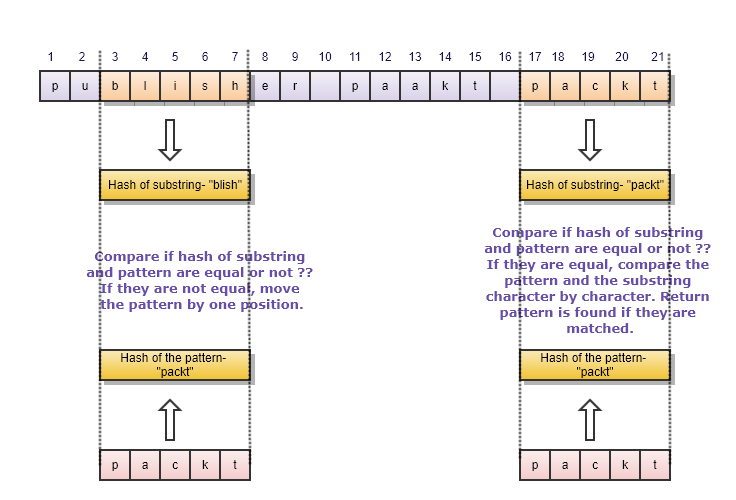 1 2 3 4 5 6 7 8 9 10 11 12 13 14 15 16 17 18 19 20 21
p u b l i s h e r p a a k t p a c k t
Hash of substring- "blish"
Hash of substring- "packt"
Compare if hash of substring
and pattern are equal or not ??
If they are not equal, move
the pattern by one position.
Compare if hash of substring
and pattern are equal or not ??
If they are equal, compare the
pattern and the substring
character by character. Return
pattern is found if they are
matched.
Hash of the pattern-
"packt"
Hash of the pattern-
"packt"
p a c k t
p a c k t